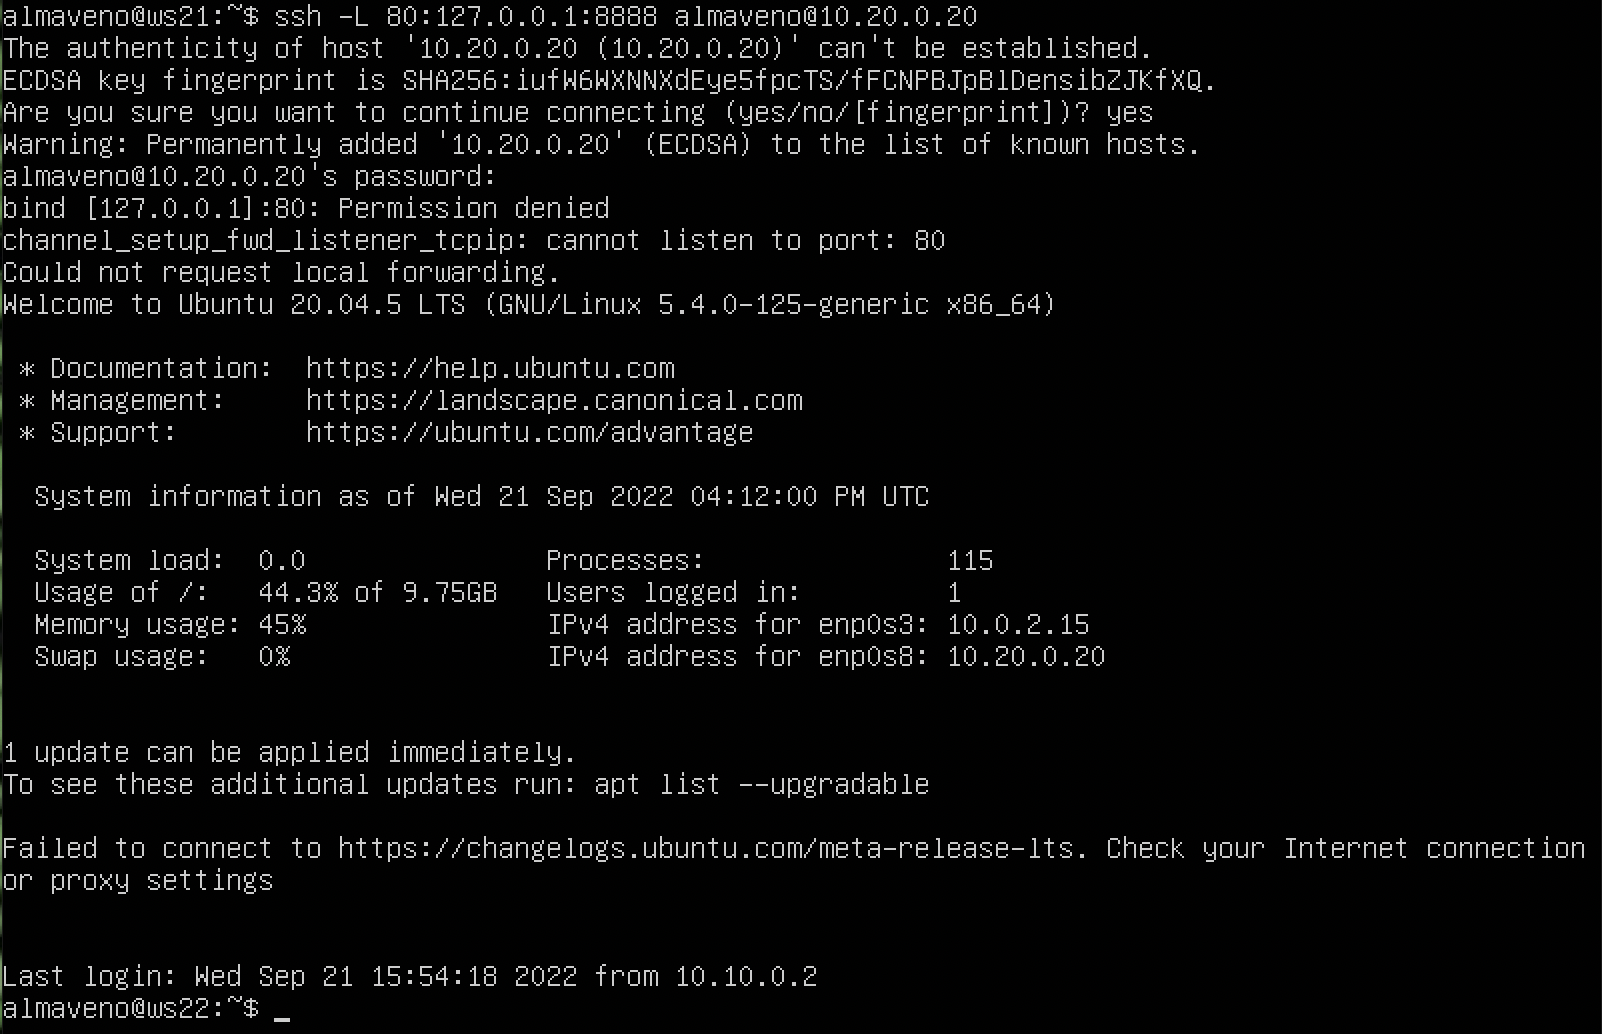 almaveno@ws21:~$ ssh -L 80:127.0.0.1:8888 almaveno@10.20.0.20
The authenticity of host '10.20.0.20 (10.20.0.20)' can't be established.
ECDSA key fingerprint is SHA256:iufW6WXNNXdEye5fpcTS/fFCNPBJpBlDensibZJKfXQ.
Are you sure you want to continue connecting (yes/no/[fingerprint])? yes
Warning: Permanently added '10.20.0.20' (ECDSA) to the list of known hosts.
almaveno@10.20.0.20's password:
bind [127.0.0.1]:80: Permission denied
channel_setup_fwd_listener_tcpip: cannot listen to port: 80
Could not request local forwarding.
Welcome to Ubuntu 20.04.5 LTS (GNU/Linux 5.4.0-125-generic x86_64)
 * Documentation:  https://help.ubuntu.com
 * Management:     https://landscape.canonical.com
 * Support:        https://ubuntu.com/advantage
  System information as of Wed 21 Sep 2022 04:12:00 PM UTC
  System load:  0.0               Processes:               115
  Usage of /:   44.3% of 9.75GB   Users logged in:         1
  Memory usage: 45%               IPv4 address for enp0s3: 10.0.2.15
  Swap usage:   0%                IPv4 address for enp0s8: 10.20.0.20
1 update can be applied immediately.
To see these additional updates run: apt list --upgradable
Failed to connect to https://changelogs.ubuntu.com/meta-release-lts. Check your Internet connection
or proxy settings
Last login: Wed Sep 21 15:54:18 2022 from 10.10.0.2
almaveno@ws22:~$ _